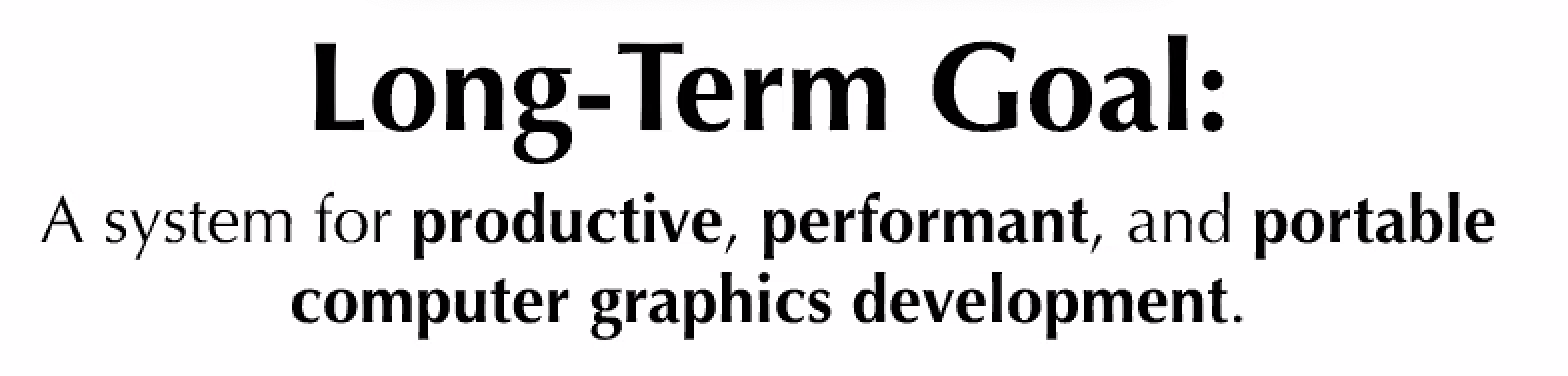 Long-Term Goal:
A system for productive, performant, and portable
computer graphics development.